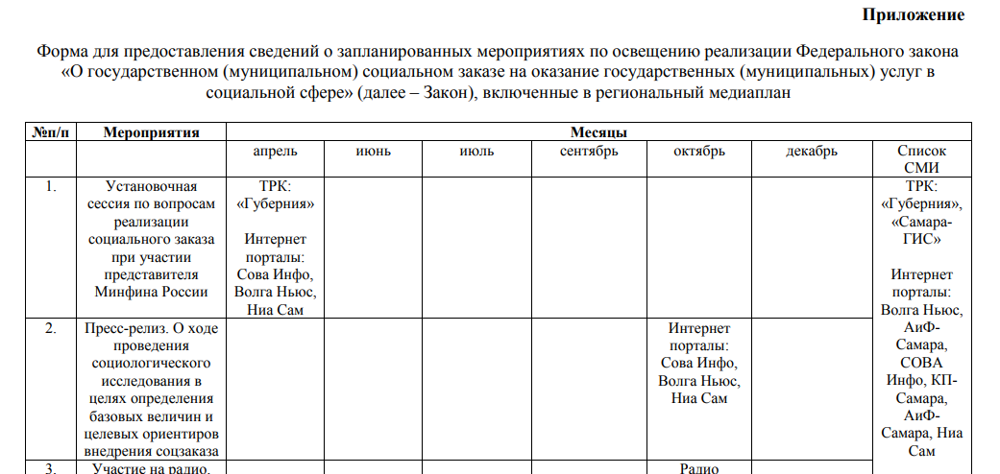 Приложение
Форма для предоставления сведений о запланированных мероприятиях по освещению реализации Федерального закона
«О государственном (муниципальном) социальном заказе на оказание государственных (муниципальных) услуг в
социальной сфере» (далее – Закон), включенные в региональный медиаплан
№п/п Мероприятия Месяцы
апрель июнь июль сентябрь октябрь декабрь Список
СМИ
1.
Установочная
сессия по вопросам
реализации
социального заказа
при участии
представителя
Минфина России
ТРК:
«Губерния»
Интернет
порталы:
Сова Инфо,
Волга Ньюс,
Ниа Сам
ТРК:
«Губерния»,
«Самара-
ГИС»
Интернет
порталы:
Волга Ньюс,
АиФ-
Самара,
СОВА
Инфо, КП-
Самара,
АиФ-
Самара, Ниа
Сам
2.
Пресс-релиз. О ходе
проведения
социологического
исследования в
целях определения
базовых величин и
целевых ориентиров
внедрения соцзаказа
Интернет
порталы:
Сова Инфо,
Волга Ньюс,
Ниа Сам
3. Участие на радио. Радио